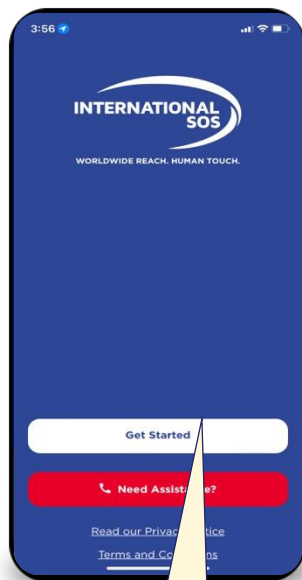 3:56
INTERNATIONAL
SOS
WORLDWIDE REACH. HUMAN TOUCH.
Get Started
Need
Read our
Terms and